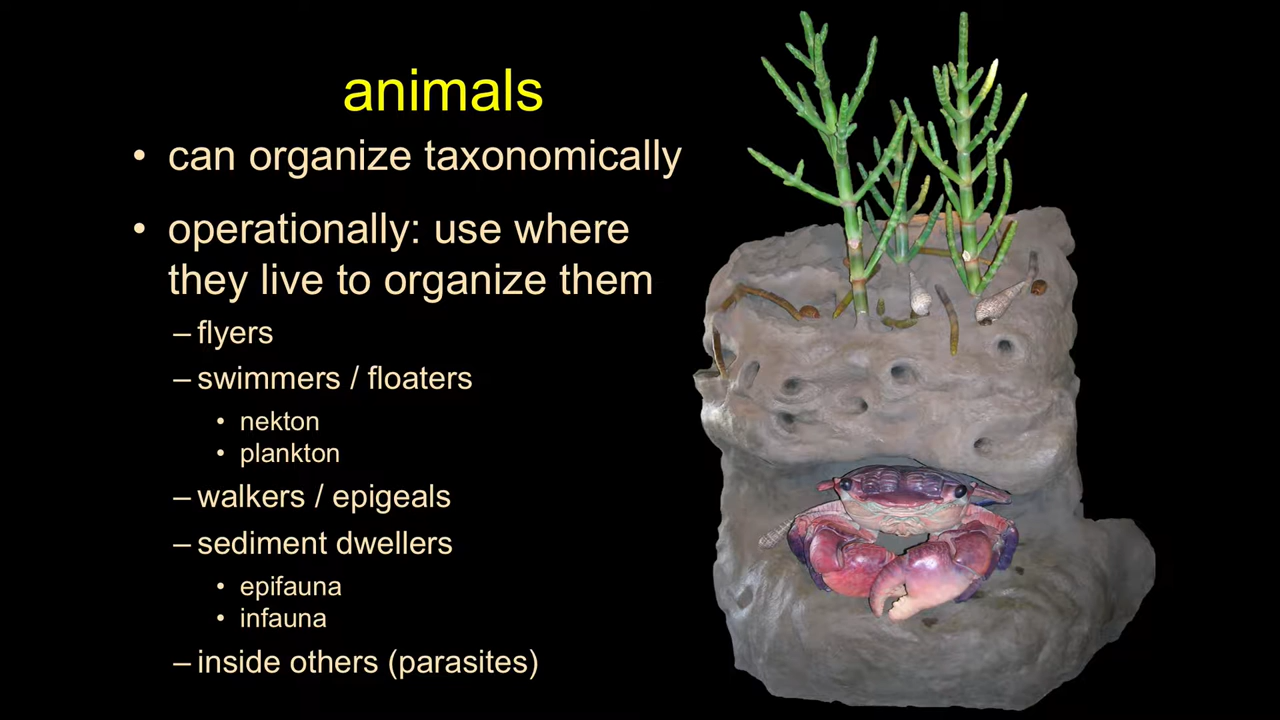 animals
• can organize taxonomically
• operationally: use where
they live to organize them
– flyers
– swimmers / floaters
• nekton
• plankton
– walkers / epigeals
– sediment dwellers
• epifauna
• infauna
– inside others (parasites)